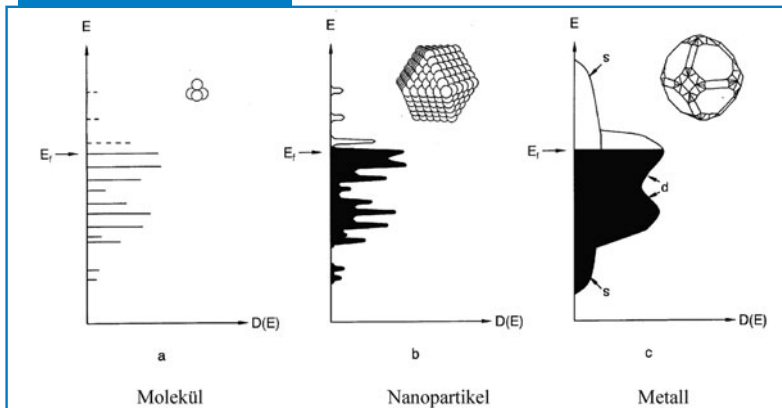 E
E
E
s
E_f
E_f
E_f
d
s
D(E)
D(E)
D(E)
a
b
c
Molekül
Nanopartikel
Metall